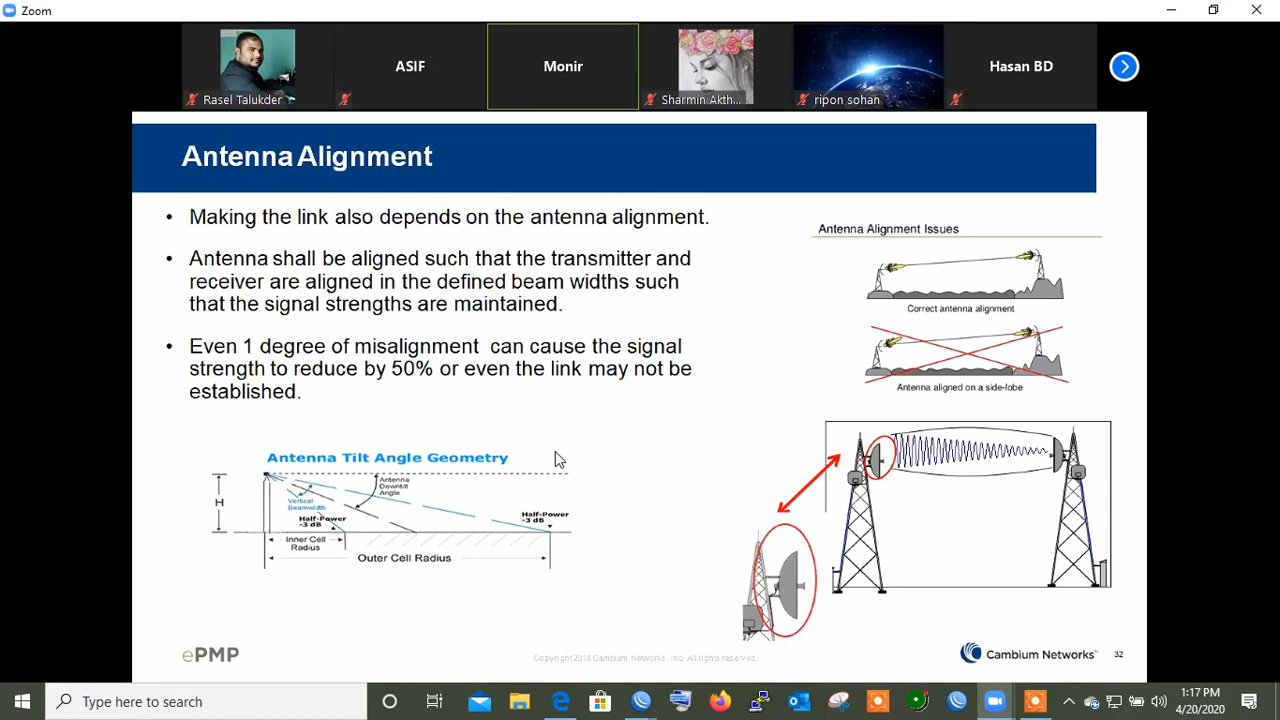 Zoom
Rasel Talukder
ASIF
Monir
Sharmin Akth...
ripon sohan
Hasan BD
Antenna Alignment
• Making the link also depends on the antenna alignment.
• Antenna shall be aligned such that the transmitter and
receiver are aligned in the defined beam widths such
that the signal strengths are maintained.
• Even 1 degree of misalignment can cause the signal
strength to reduce by 50% or even the link may not be
established.
Antenna Alignment Issues
Correct antenna alignment
Antenna aligned on a side-lobe
Antenna Tilt Angle Geometry
H
Vertical
Beamwidth
Antenna
Downtilt
Angle
Half-Power
-3 dB
Half-Power
-3 dB
Inner Cell
Radius
Outer Cell Radius
ePMP
Copyright 2018 Cambium Networks, Inc. All rights reserved.
Cambium Networks™
32
Type here to search
1:17 PM
4/20/2020